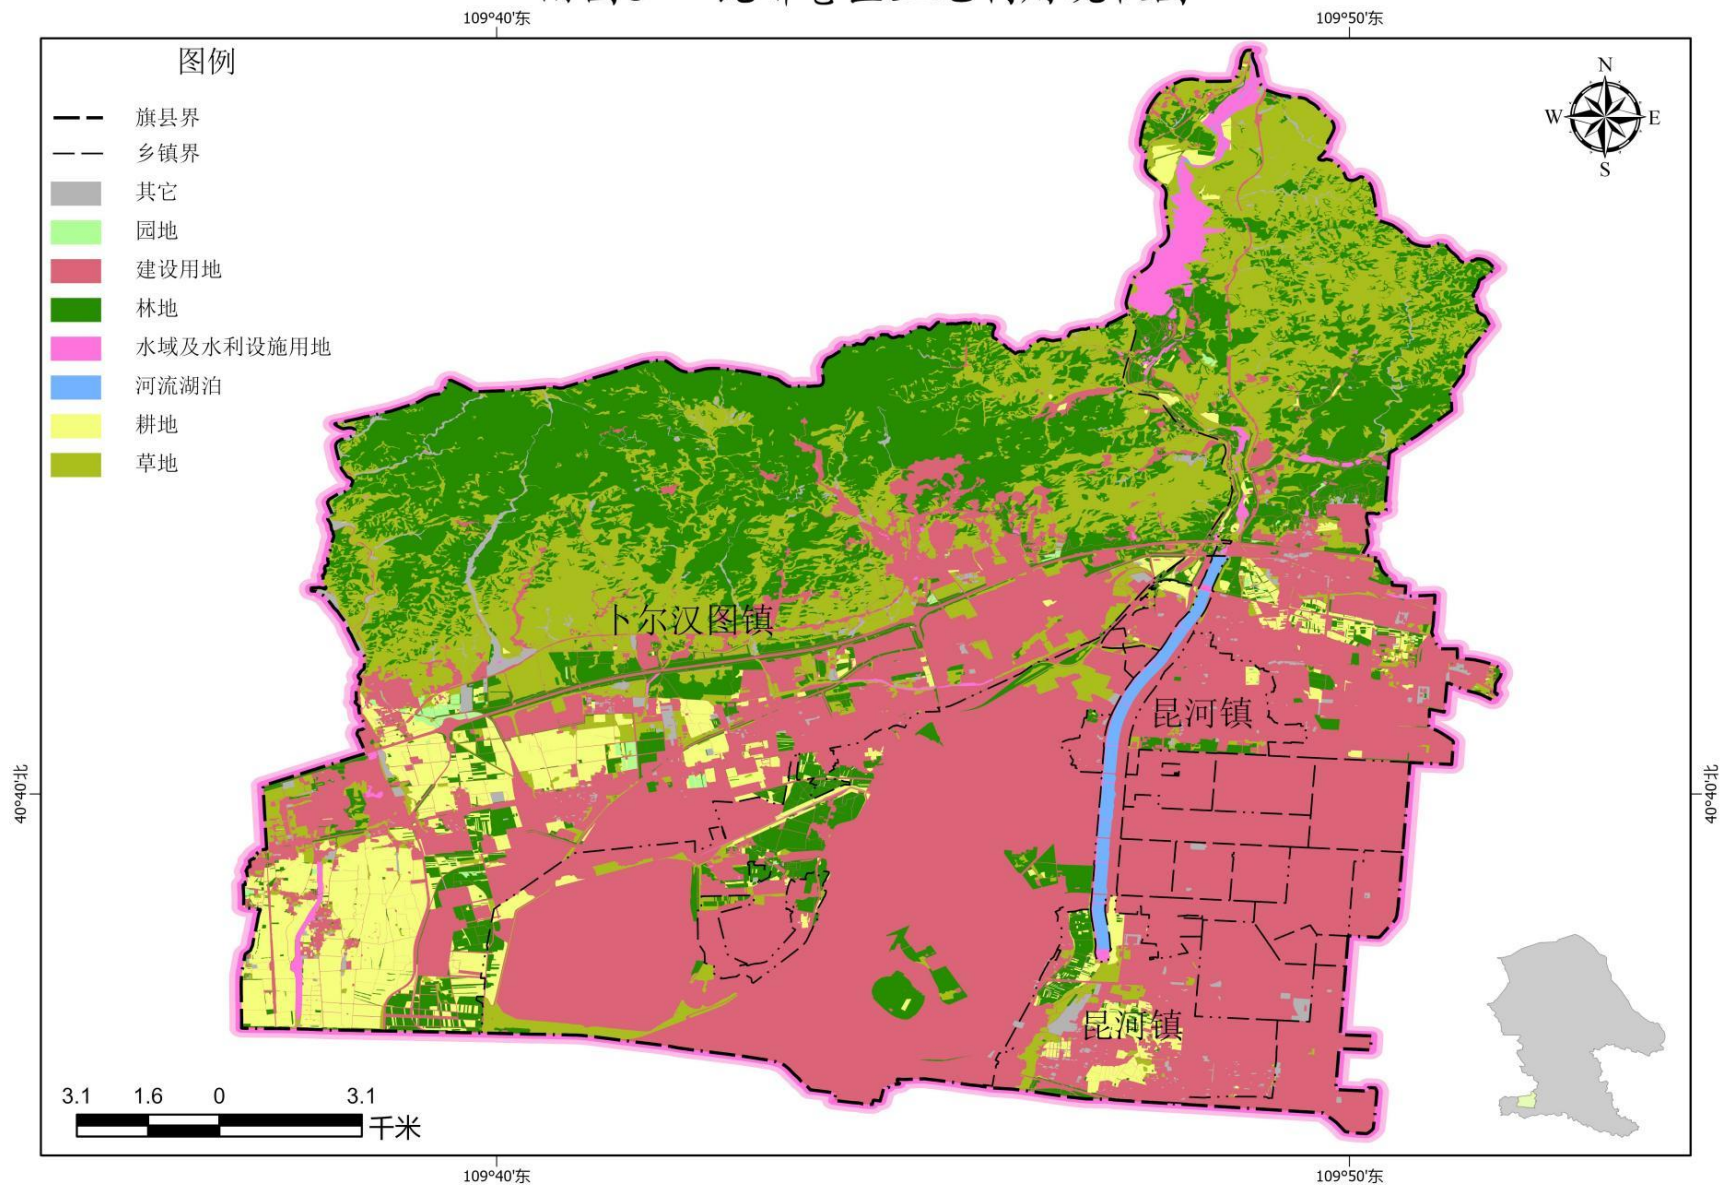 109°40'东
109°50'东
图例
旗县界
乡镇界
其它
园地
建设用地
林地
水域及水利设施用地
河流湖泊
耕地
草地
N
W
E
S
卜尔汉图镇
昆河镇
40°40'北
40°40'北
昆河镇
3.1
1.6
0
3.1
千米
109°40'东
109°50'东